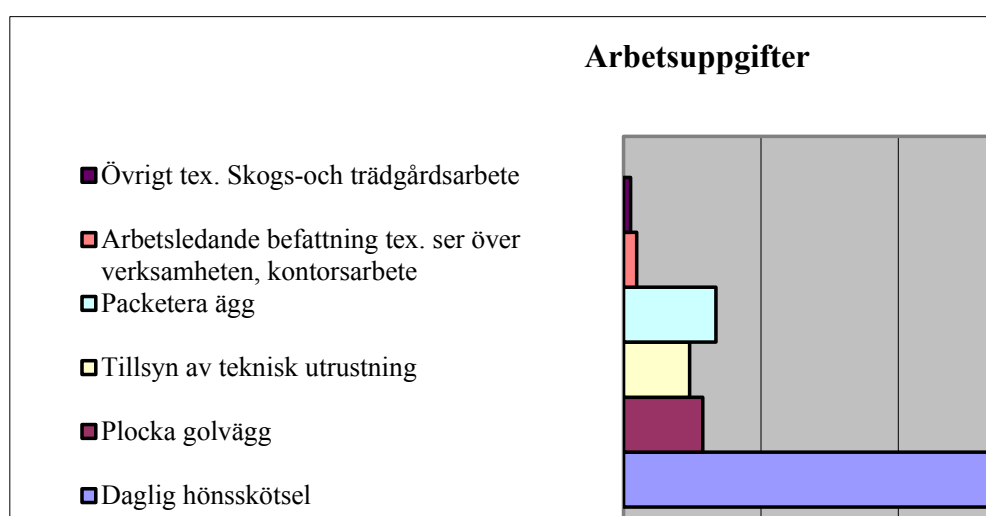 Arbetsuppgifter
Övrigt tex. Skogs-och trädgårdsarbete
Arbetsledande befattning tex. ser över
verksamheten, kontorsarbete
Packetera ägg
Tillsyn av teknisk utrustning
Plocka golvägg
Daglig hönsskötsel